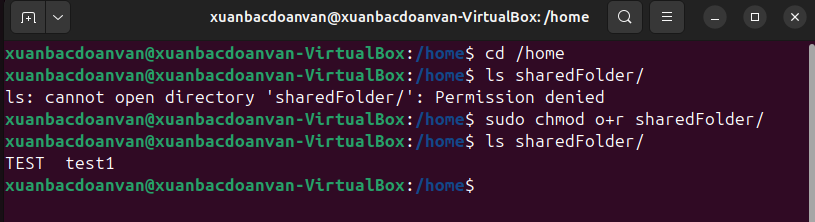 xuanbacdoanvan@xuanbacdoanvan-VirtualBox: /home
xuanbacdoanvan@xuanbacdoanvan-VirtualBox:/home$ cd /home
xuanbacdoanvan@xuanbacdoanvan-VirtualBox:/home$ ls sharedFolder/
ls: cannot open directory 'sharedFolder/': Permission denied
xuanbacdoanvan@xuanbacdoanvan-VirtualBox:/home$ sudo chmod o+r sharedFolder/
xuanbacdoanvan@xuanbacdoanvan-VirtualBox:/home$ ls sharedFolder/
TEST  test1
xuanbacdoanvan@xuanbacdoanvan-VirtualBox:/home$